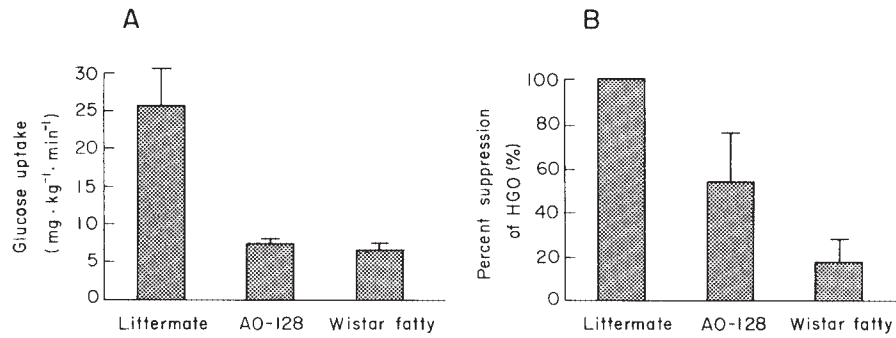 A
Glucose uptake
(mg · kg⁻¹ · min⁻¹)
30
25
20
15
10
5
0
Littermate AO-128 Wistar fatty
B
Percent suppression
of HGO (%)
100
80
60
40
20
0
Littermate AO-128 Wistar fatty